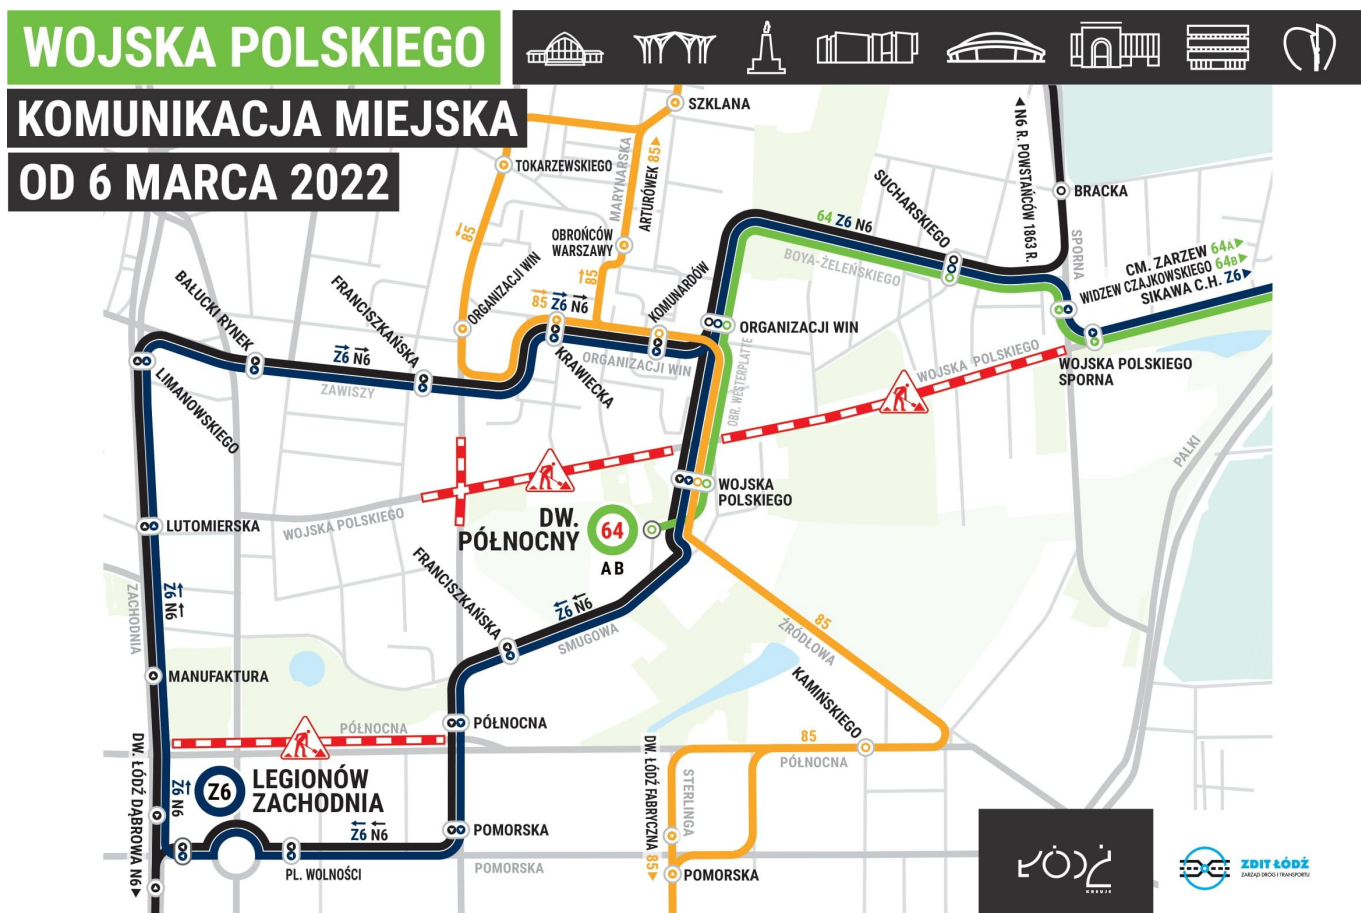 WOJSKA POLSKIEGO
KOMUNIKACJA MIEJSKA
OD 6 MARCA 2022
SZKLANA
TOKARZEWSKIEGO
MARYNARSKA
ARTURÓWEK 85
85
OBROŃCÓW
WARSZAWY
85
ORGANIZACJI WIN
KOMUNARDÓW
SUCHARSKIEGO
64 Z6 N6
BOYA-ŻELEŃSKIEGO
N6 R. POWSTAŃCÓW 1863 R.
BRACKA
SPORNA
CM. ZARZEW 64A
WIDZEW CZAJKOWSKIEGO 64B
SIKAWA C.H. Z6
BAŁUCKI RYNEK
FRANCISZKAŃSKA
85 Z6 N6
ORGANIZACJI WIN
Z6 N6
ZAWISZY
KRAWIECKA
ORGANIZACJI WIN
OBR. WESTERPLATTE
WOJSKA POLSKIEGO
WOJSKA POLSKIEGO
SPORNA
LIMANOWSKIEGO
PALKI
WOJSKA
POLSKIEGO
LUTOMIERSKA
WOJSKA POLSKIEGO
DW.
PÓŁNOCNY
64
A B
FRANCISZKAŃSKA
ZACHODNIA
Z6
N6
Z6 N6
SMUGOWA
85
ŹRÓDŁOWA
MANUFAKTURA
KAMIŃSKIEGO
PÓŁNOCNA
PÓŁNOCNA
85
PÓŁNOCNA
DW. ŁÓDŹ DĄBROWA N6
Z6
N6
Z6
LEGIONÓW
ZACHODNIA
Z6 N6
POMORSKA
PL. WOLNOŚCI
POMORSKA
DW. ŁÓDŹ FABRYCZNA 85
STERLINGA
POMORSKA
ŁÓDŹ
KREUJE
ZDIT ŁÓDŹ
ZARZĄD DRÓG I TRANSPORTU